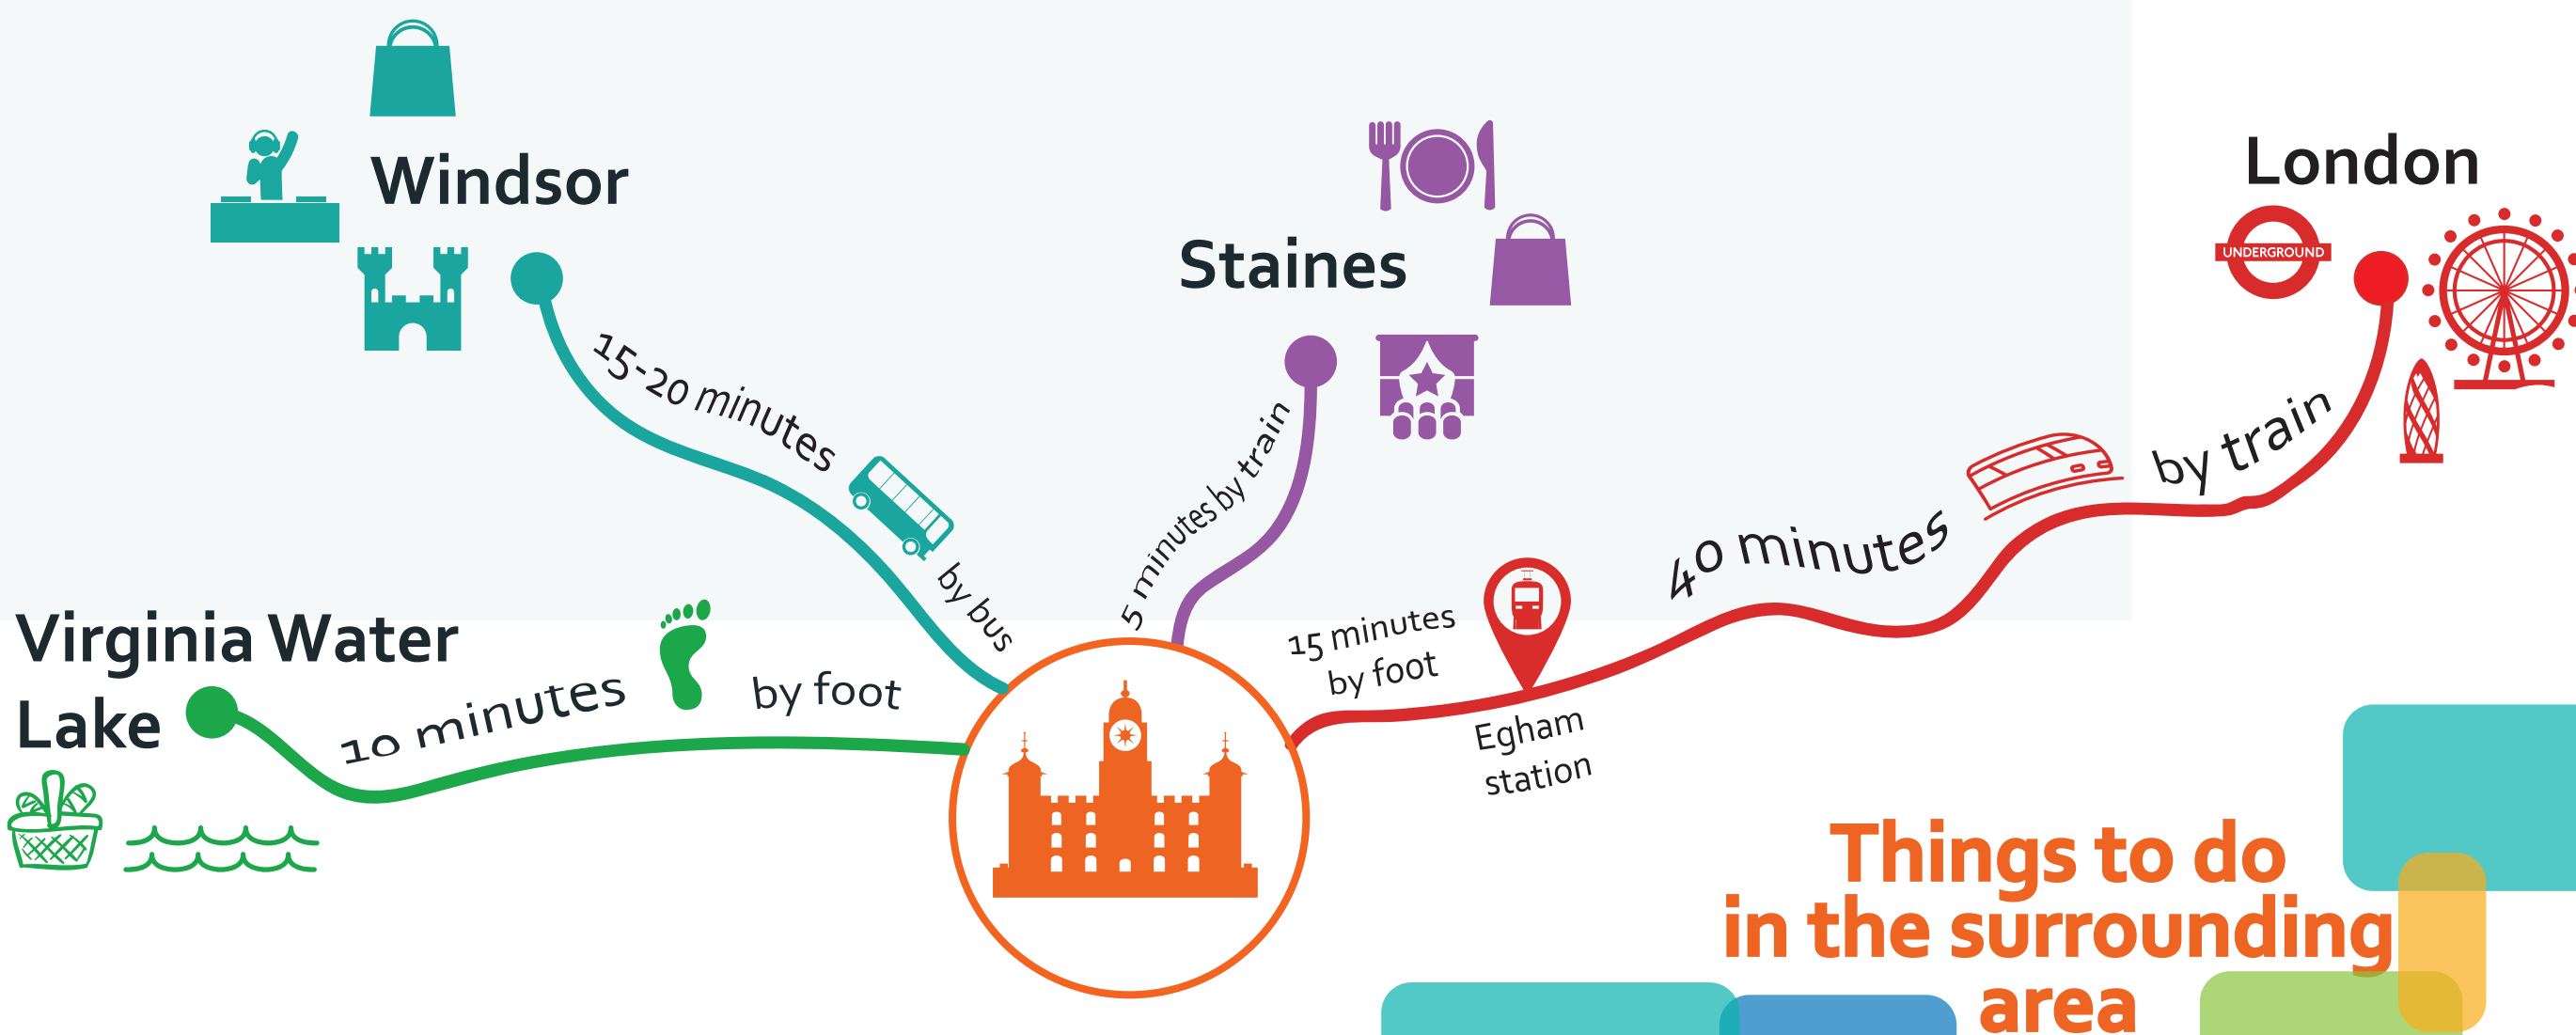 Windsor
15-20 minutes
by bus
Staines
5 minutes by train
London
UNDERGROUND
by train
40 minutes
15 minutes
by foot
Egham
station
Virginia Water
Lake
10 minutes
by foot
Things to do
in the surrounding
area